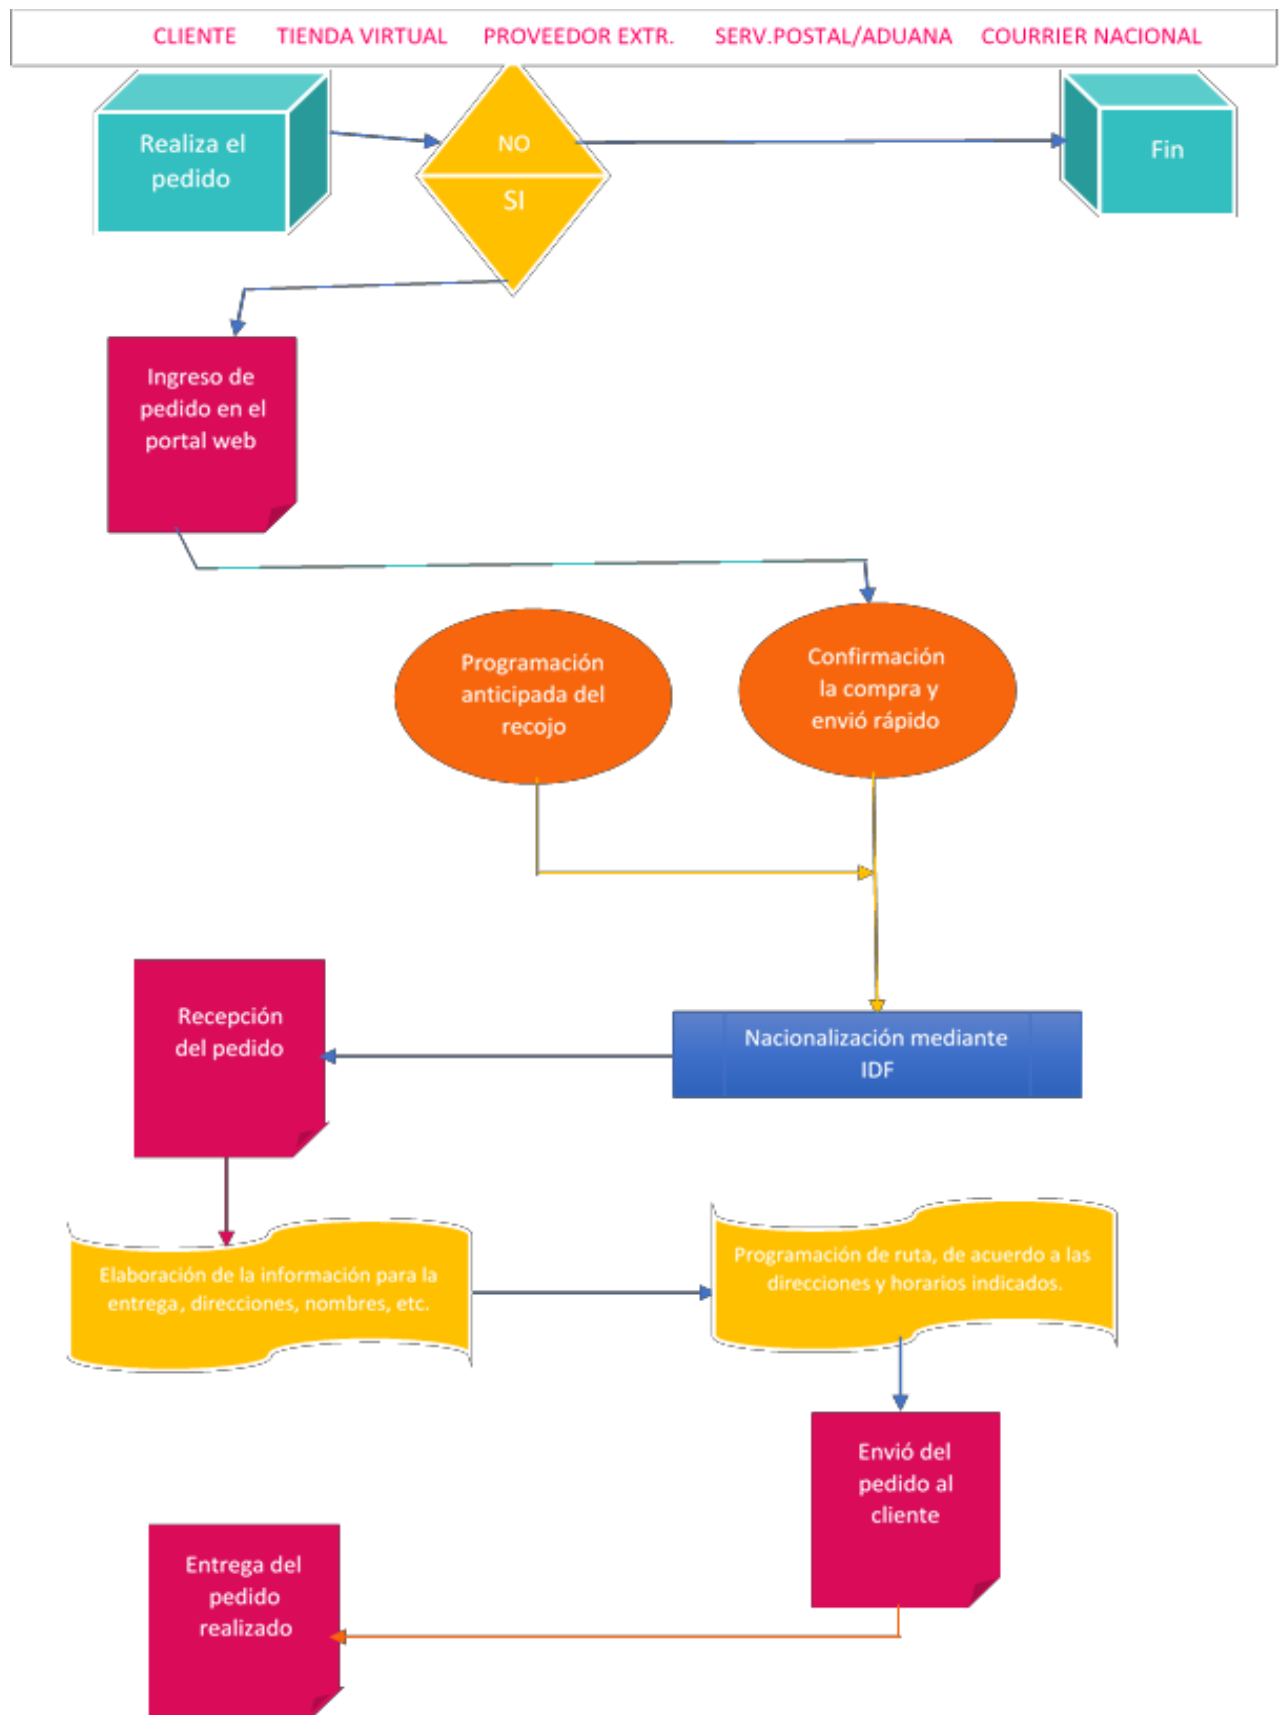 CLIENTE TIENDA VIRTUAL PROVEEDOR EXTR. SERV.POSTAL/ADUANA COURRIER NACIONAL
Realiza el
pedido
NO
SI
Fin
Ingreso de
pedido en el
portal web
Programación
anticipada del
recojo
Confirmación
la compra y
envió rápido
Nacionalización mediante
IDF
Recepción
del pedido
Elaboración de la información para la
entrega, direcciones, nombres, etc.
Programación de ruta, de acuerdo a las
direcciones y horarios indicados.
Envió del
pedido al
cliente
Entrega del
pedido
realizado